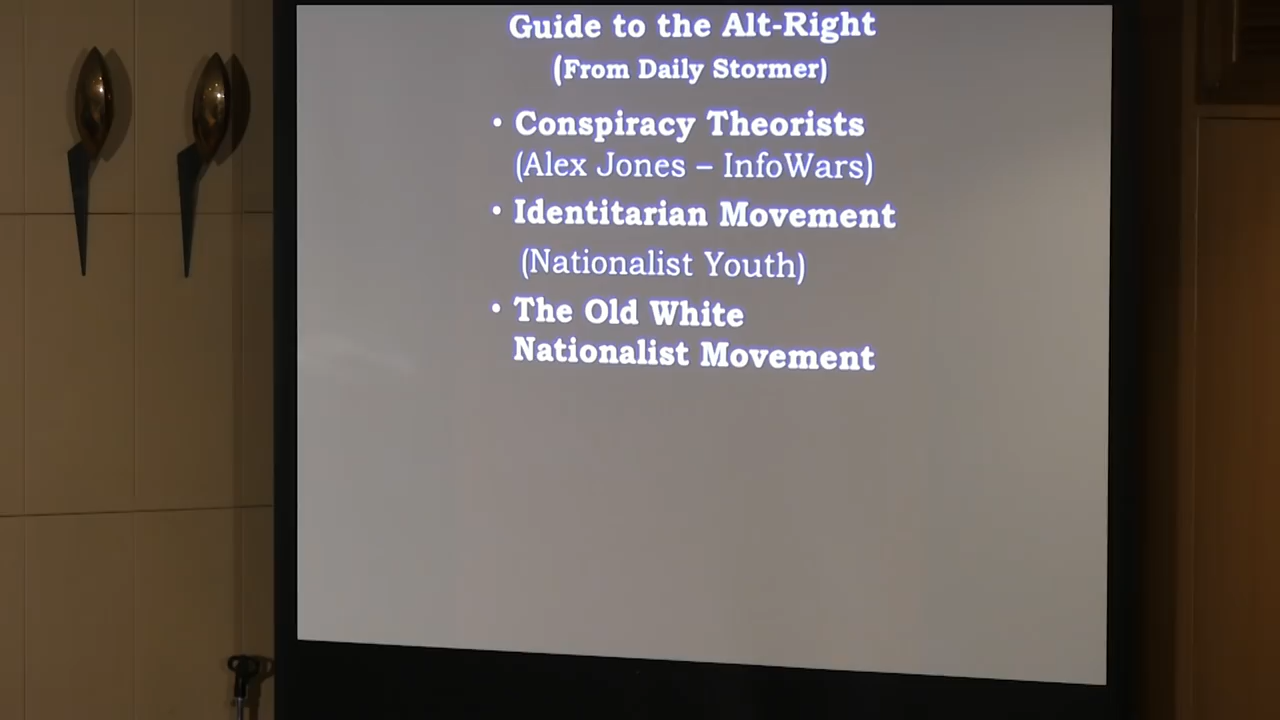 Guide to the Alt-Right
(From Daily Stormer)
• Conspiracy Theorists
(Alex Jones – InfoWars)
• Identitarian Movement
(Nationalist Youth)
• The Old White
Nationalist Movement